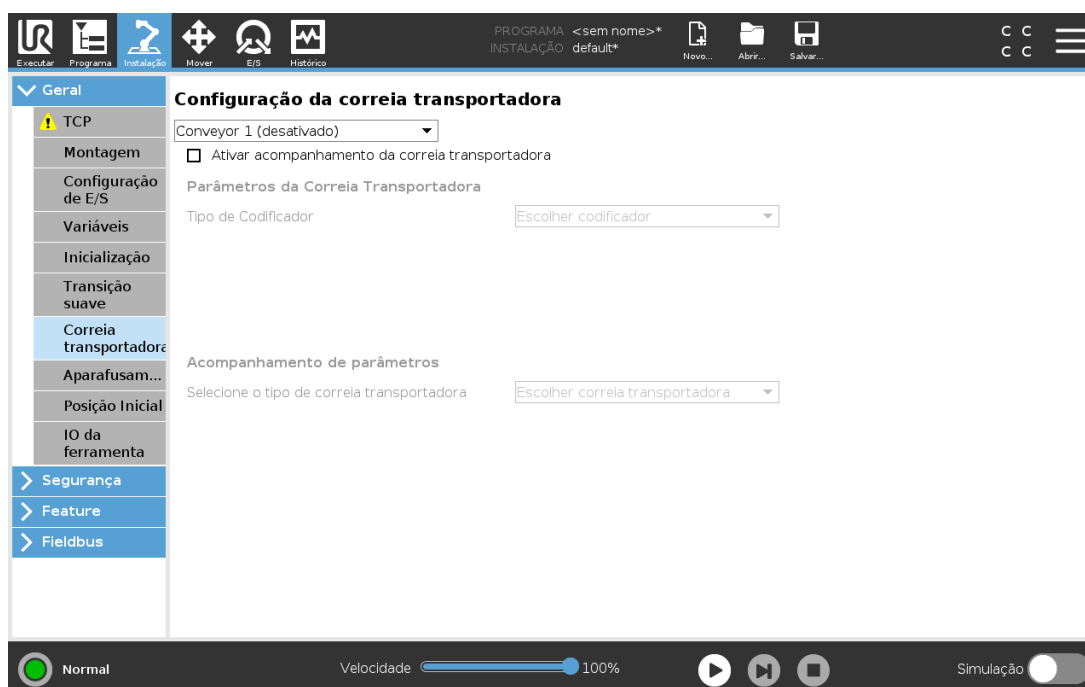 PROGRAMA <sem nome>*
INSTALAÇÃO default*
UR
Executar Programa Instalação Mover E/S Histórico Novo... Abrir... Salvar...
C C
C C
Geral
TCP
Montagem
Configuração
de E/S
Variáveis
Inicialização
Transição
suave
Correia
transportadora
Aparafusam...
Posição Inicial
IO da
ferramenta
Segurança
Feature
Fieldbus
Configuração da correia transportadora
Conveyor 1 (desativado)
Ativar acompanhamento da correia transportadora
Parâmetros da Correia Transportadora
Tipo de Codificador Escolher codificador
Acompanhamento de parâmetros
Selecione o tipo de correia transportadora Escolher correia transportadora
Normal Velocidade 100% Simulação